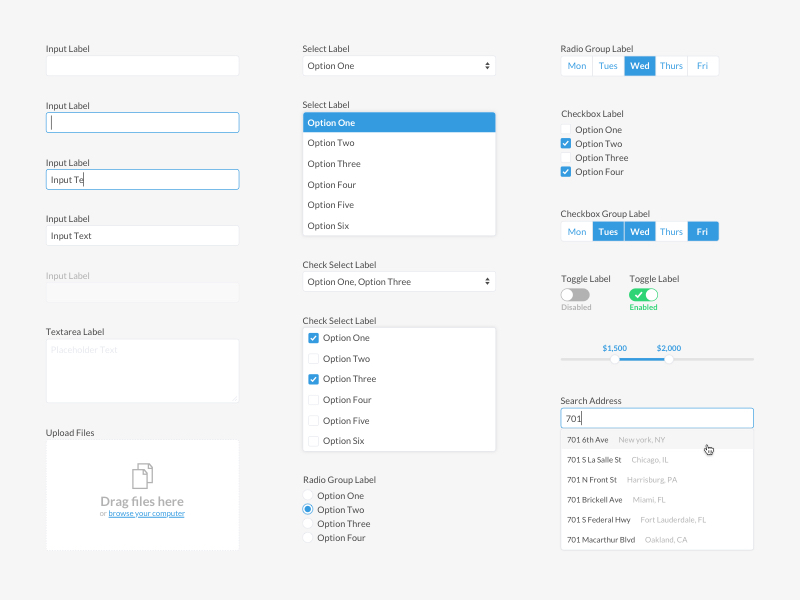 Input Label
Input Label
Input Label
Input Te
Input Label
Input Text
Input Label
Textarea Label
Placeholder Text
Upload Files
Drag files here
or browse your computer
Select Label
Option One
Select Label
Option One
Option Two
Option Three
Option Four
Option Five
Option Six
Check Select Label
Option One, Option Three
Check Select Label
Option One
Option Two
Option Three
Option Four
Option Five
Option Six
Radio Group Label
Option One
Option Two
Option Three
Option Four
Radio Group Label
Mon Tues Wed Thurs Fri
Checkbox Label
Option One
Option Two
Option Three
Option Four
Checkbox Group Label
Mon Tues Wed Thurs Fri
Toggle Label Toggle Label
Disabled Enabled
$1,500 $2,000
Search Address
701
701 6th Ave New york, NY
701 S La Salle St Chicago, IL
701 N Front St Harrisburg, PA
701 Brickell Ave Miami, FL
701 S Federal Hwy Fort Lauderdale, FL
701 Macarthur Blvd Oakland, CA